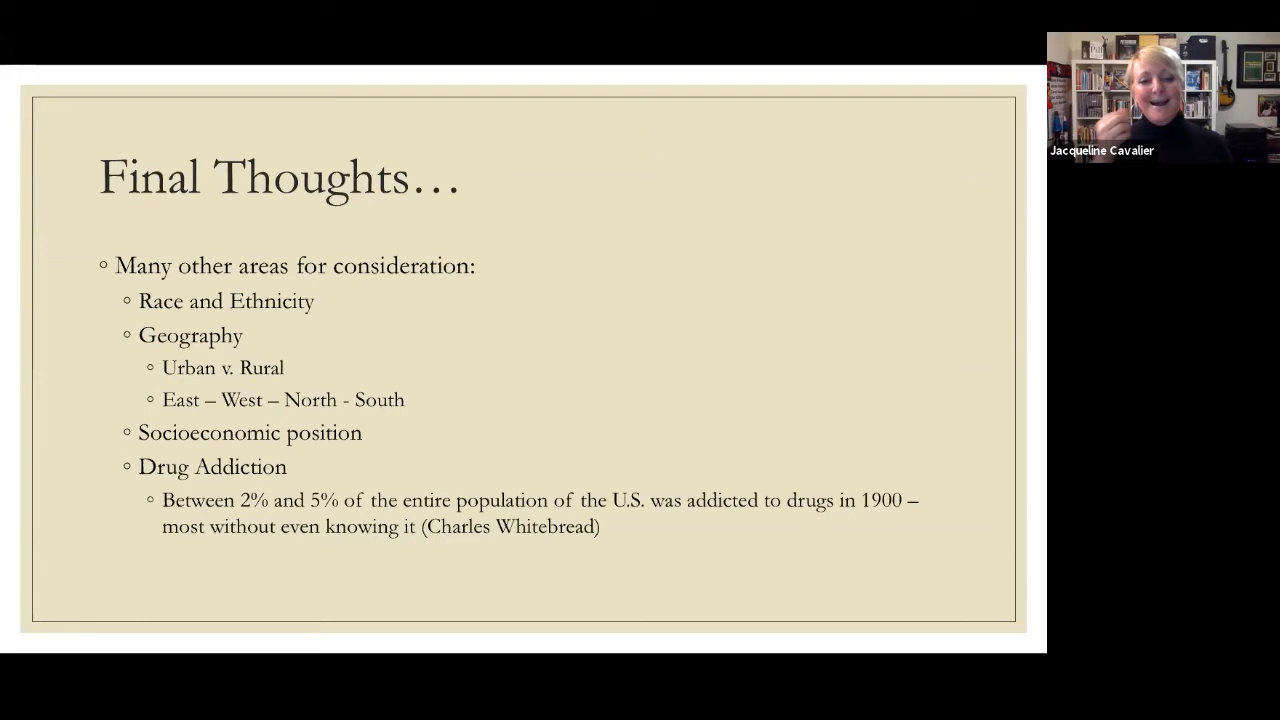 Final Thoughts…
Many other areas for consideration:
Race and Ethnicity
Geography
Urban v. Rural
East – West – North - South
Socioeconomic position
Drug Addiction
Between 2% and 5% of the entire population of the U.S. was addicted to drugs in 1900 –
most without even knowing it (Charles Whitebread)
Jacqueline Cavalier